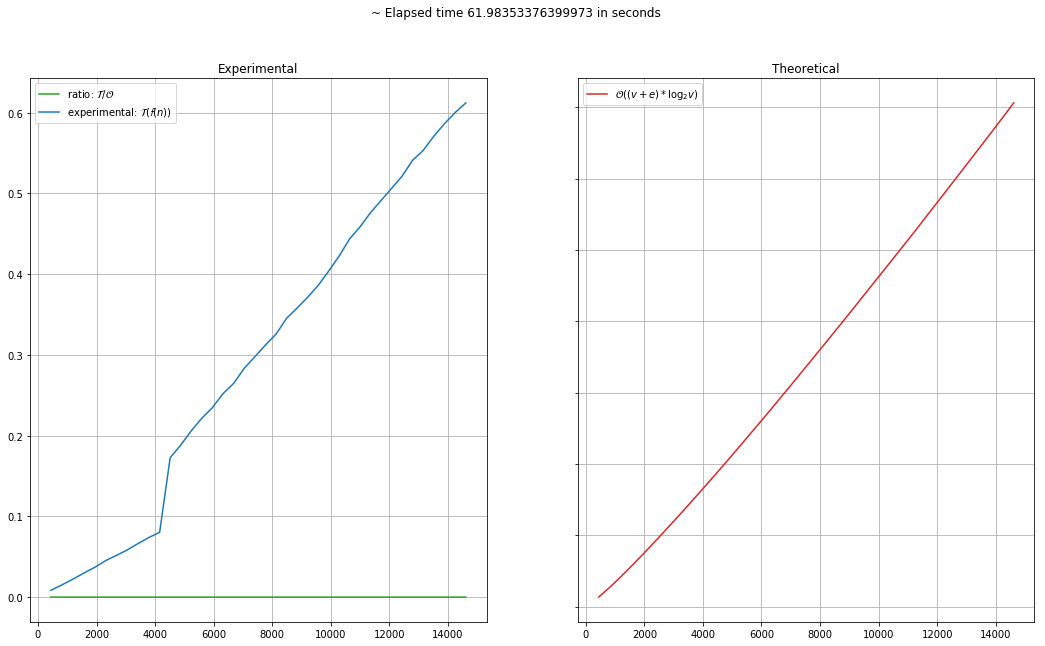 ~ Elapsed time 61.98353376399973 in seconds
Experimental
ratio: 𝒯/𝒪
experimental: 𝒯(f(n))
0.6
0.5
0.4
0.3
0.2
0.1
0.0
0 2000 4000 6000 8000 10000 12000 14000
Theoretical
𝒪((v + e) * log₂v)
0 2000 4000 6000 8000 10000 12000 14000